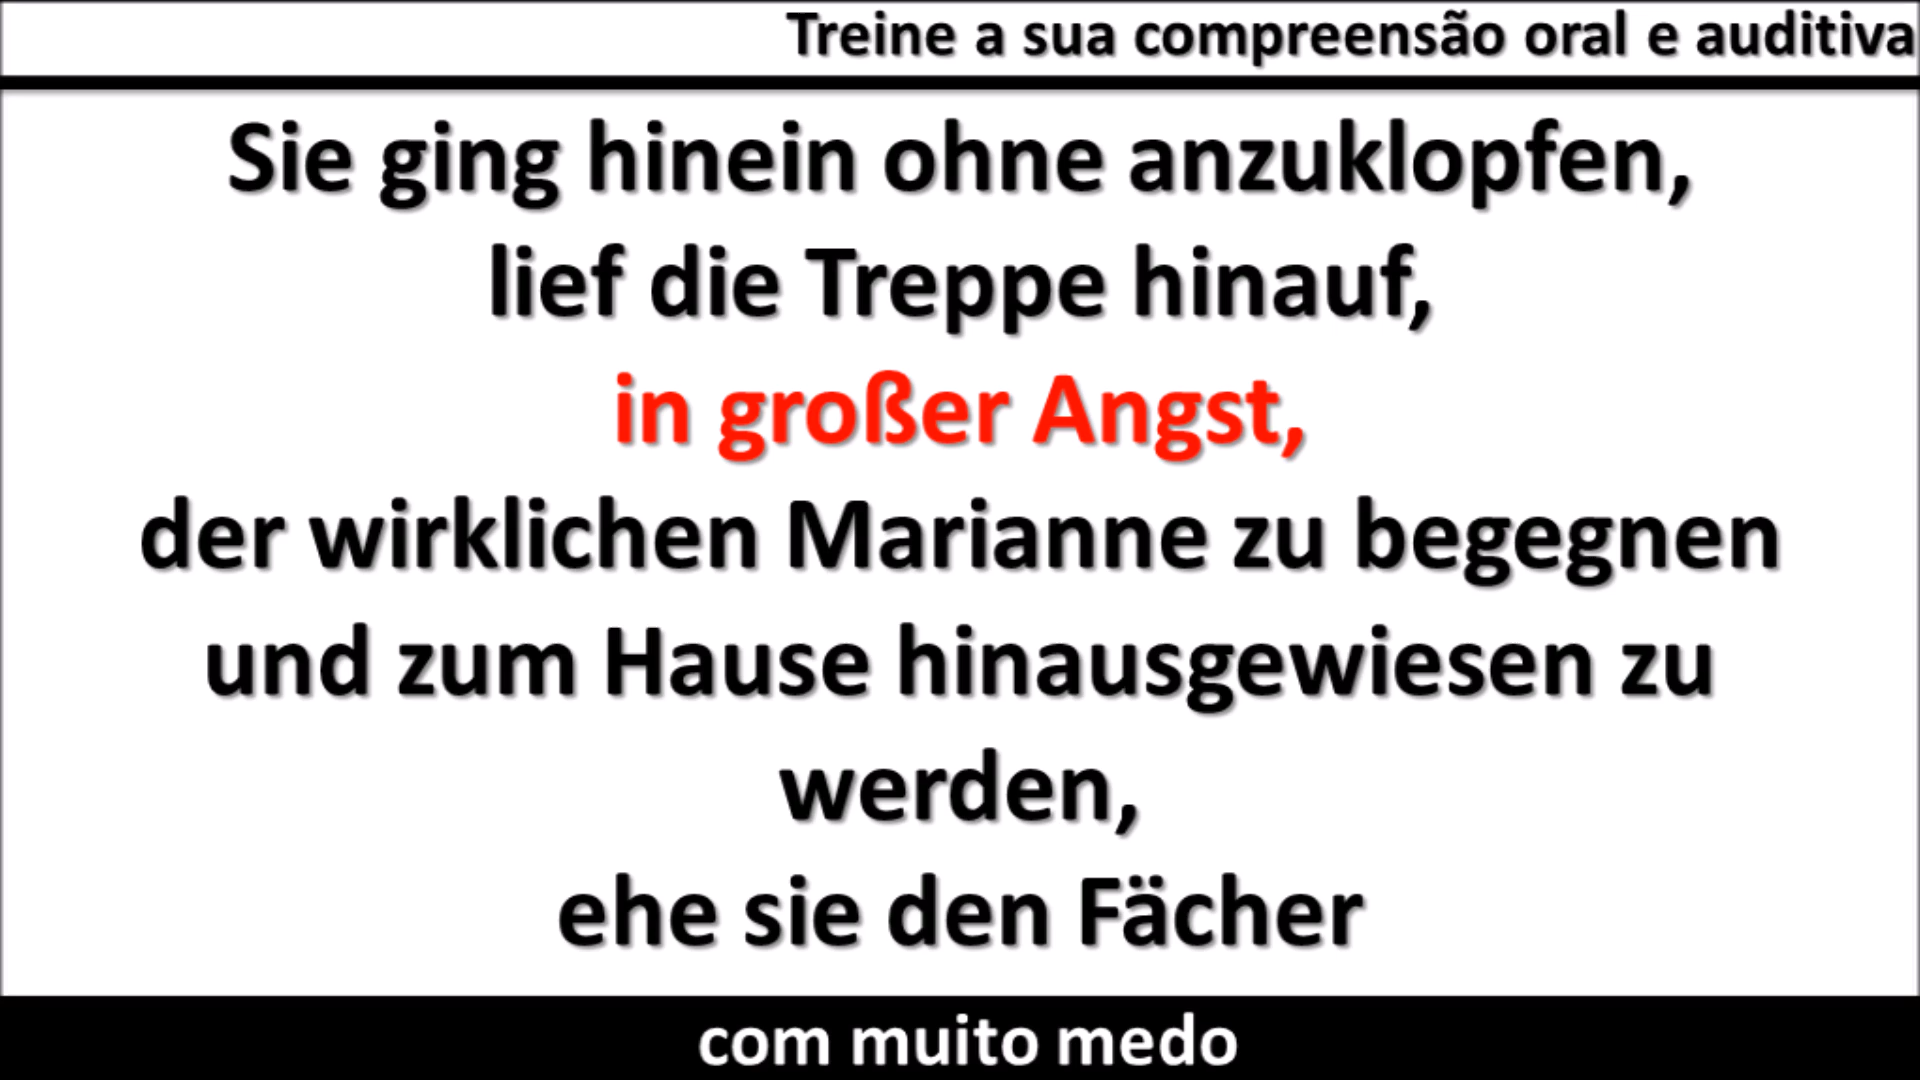 Treine a sua compreensão oral e auditiva
Sie ging hinein ohne anzuklopfen,
lief die Treppe hinauf,
in großer Angst,
der wirklichen Marianne zu begegnen
und zum Hause hinausgewiesen zu
werden,
ehe sie den Fächer
com muito medo